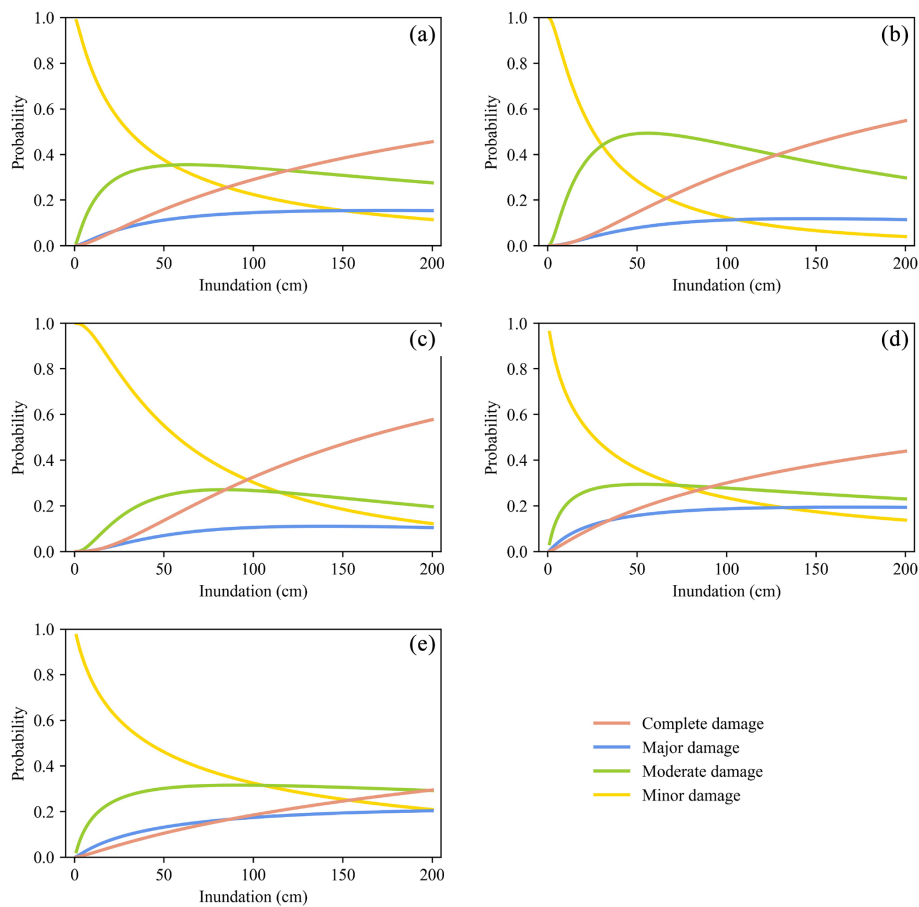 (a)
1.0
0.8
0.6
0.4
0.2
0.0
Probability
0 50 100 150 200
Inundation (cm)
(b)
1.0
0.8
0.6
0.4
0.2
0.0
Probability
0 50 100 150 200
Inundation (cm)
(c)
1.0
0.8
0.6
0.4
0.2
0.0
Probability
0 50 100 150 200
Inundation (cm)
(d)
1.0
0.8
0.6
0.4
0.2
0.0
Probability
0 50 100 150 200
Inundation (cm)
(e)
1.0
0.8
0.6
0.4
0.2
0.0
Probability
0 50 100 150 200
Inundation (cm)
Complete damage
Major damage
Moderate damage
Minor damage